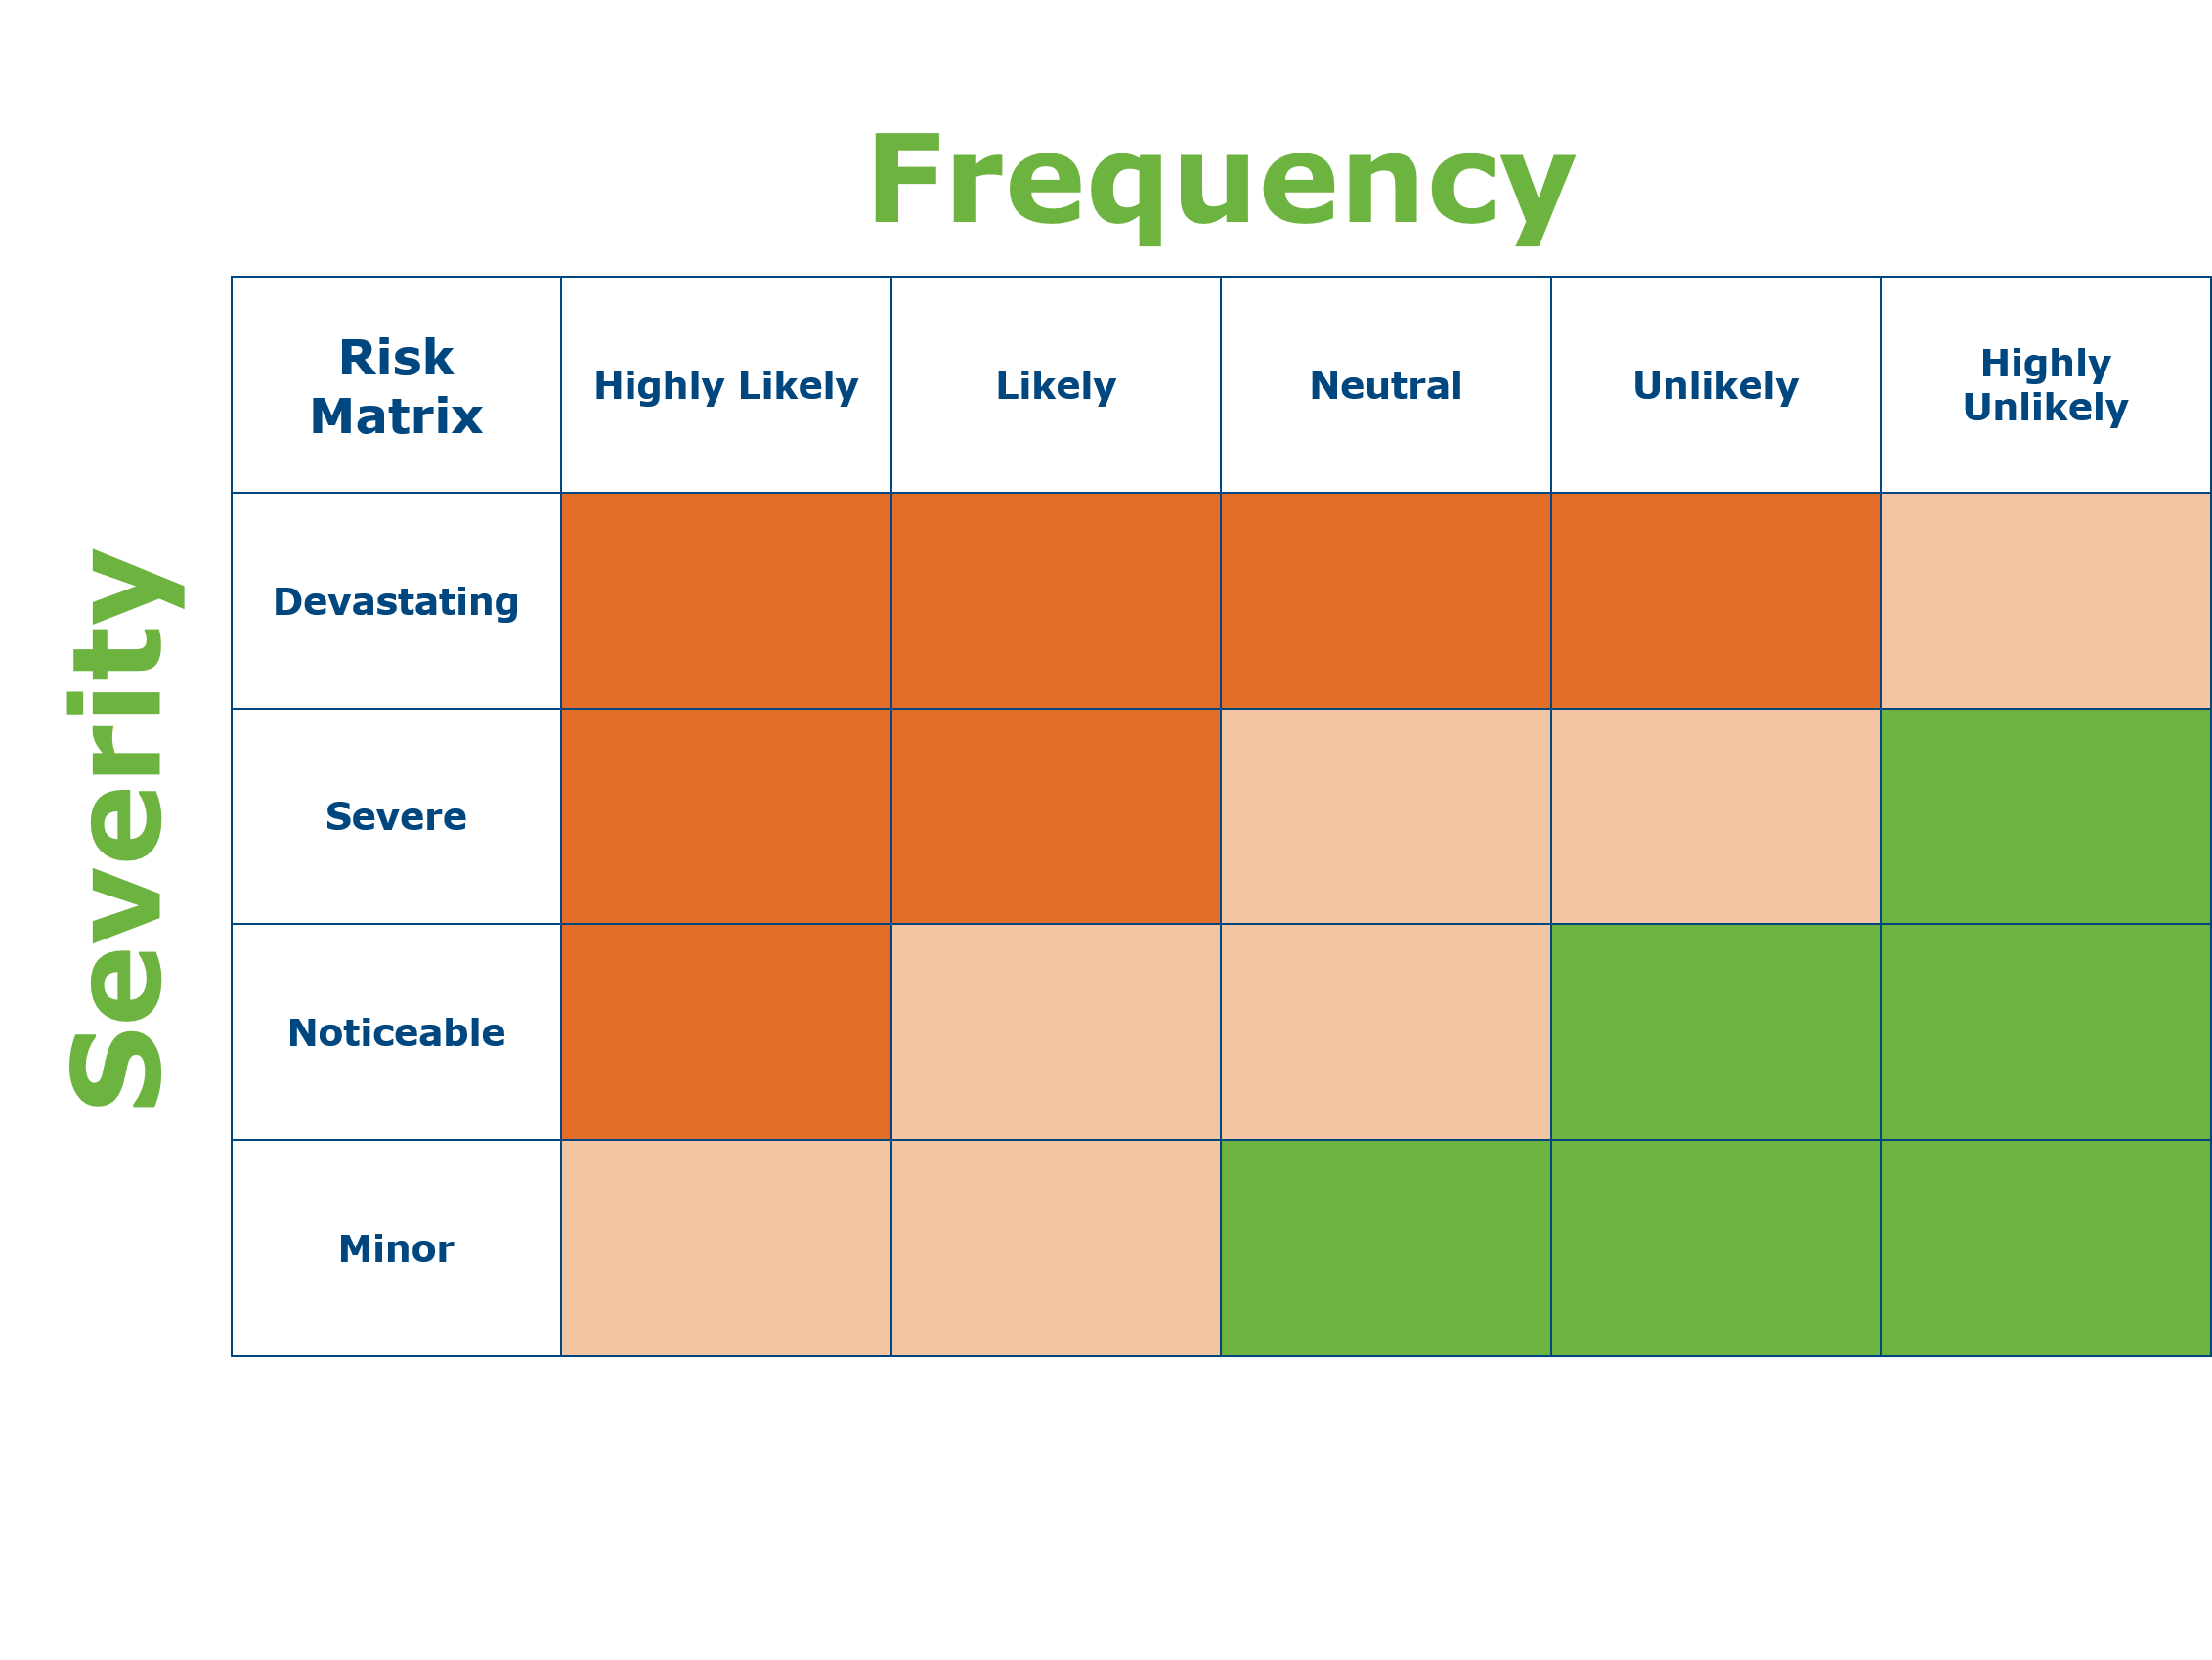 Frequency
Risk
Matrix
Highly Likely
Likely
Neutral
Unlikely
Highly
Unlikely
Severity
Devastating
Severe
Noticeable
Minor